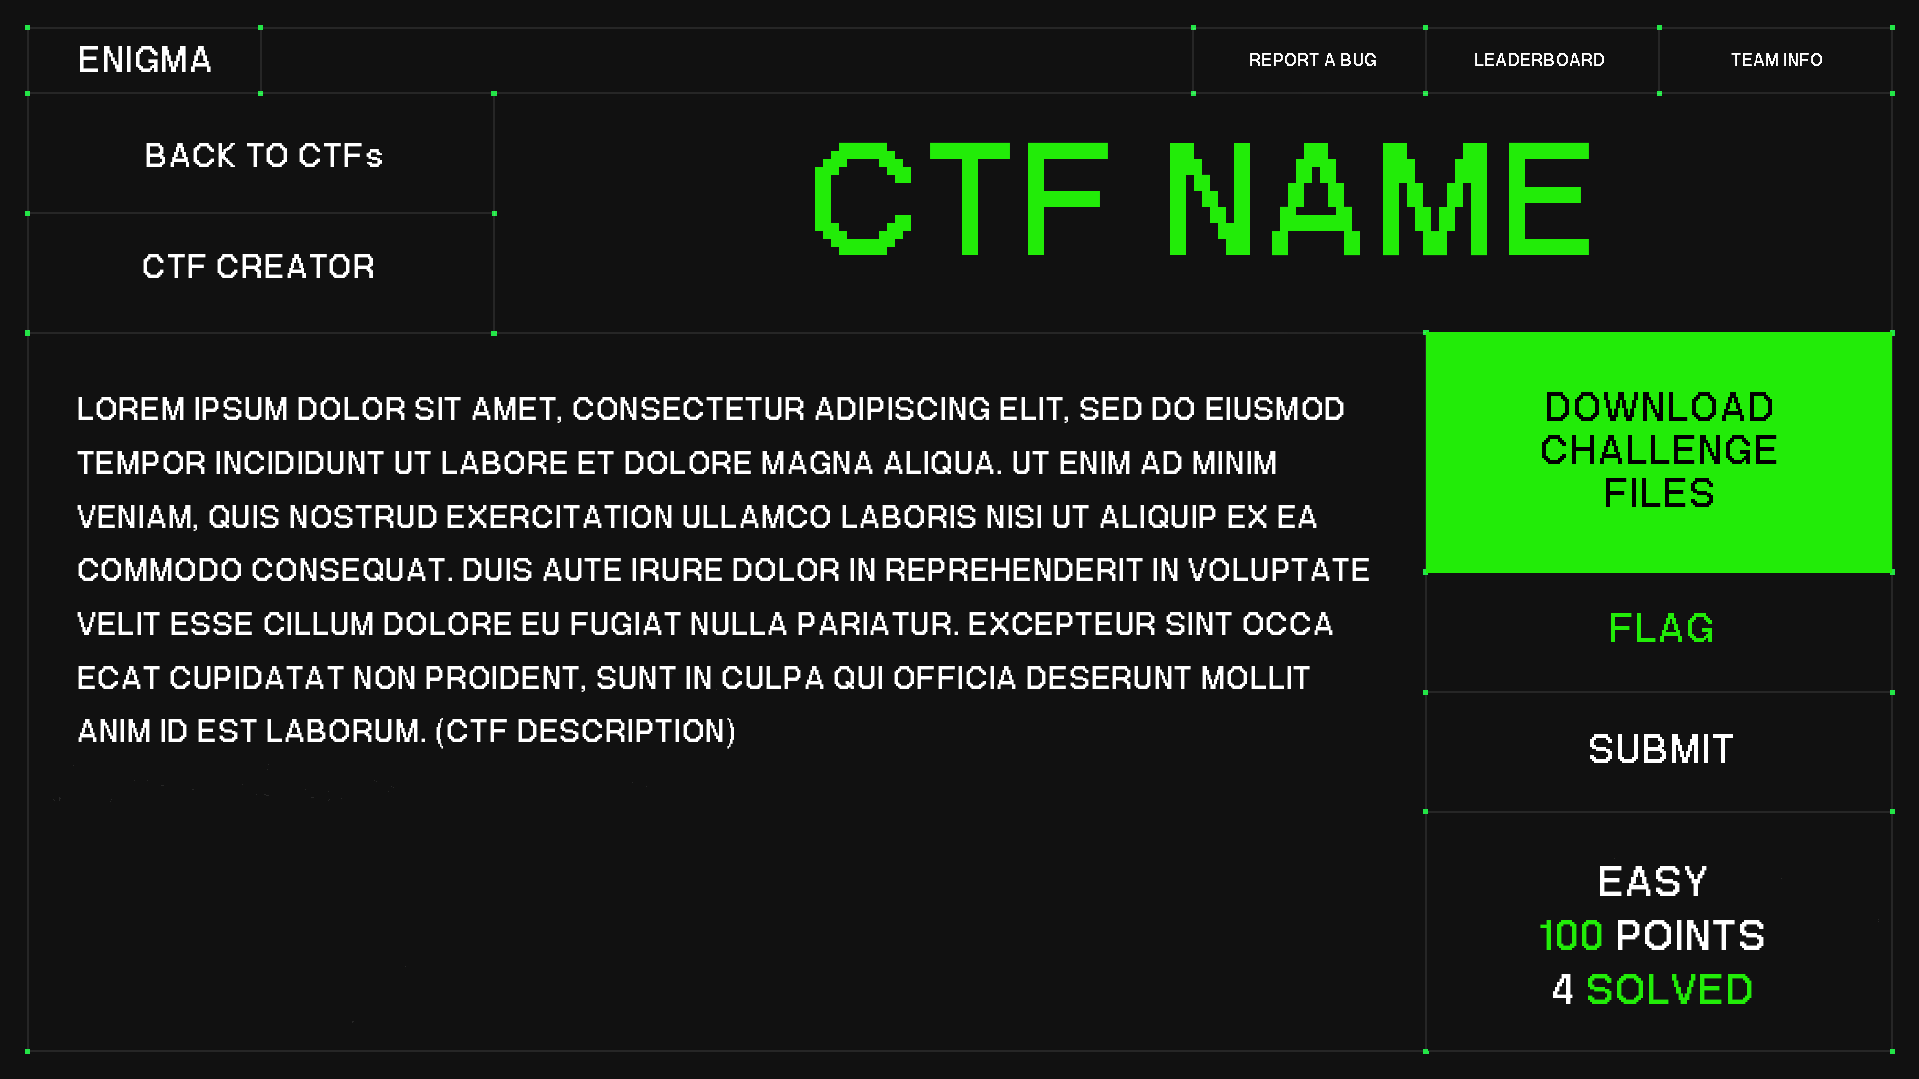 ENIGMA
REPORT A BUG
LEADERBOARD
TEAM INFO
BACK TO CTFs
CTF CREATOR
CTF NAME
LOREM IPSUM DOLOR SIT AMET, CONSECTETUR ADIPISCING ELIT, SED DO EIUSMOD
TEMPOR INCIDIDUNT UT LABORE ET DOLORE MAGNA ALIQUA. UT ENIM AD MINIM
VENIAM, QUIS NOSTRUD EXERCITATION ULLAMCO LABORIS NISI UT ALIQUIP EX EA
COMMODO CONSEQUAT. DUIS AUTE IRURE DOLOR IN REPREHENDERIT IN VOLUPTATE
VELIT ESSE CILLUM DOLORE EU FUGIAT NULLA PARIATUR. EXCEPTEUR SINT OCCA
ECAT CUPIDATAT NON PROIDENT, SUNT IN CULPA QUI OFFICIA DESERUNT MOLLIT
ANIM ID EST LABORUM. (CTF DESCRIPTION)
DOWNLOAD
CHALLENGE
FILES
FLAG
SUBMIT
EASY
100 POINTS
4 SOLVED